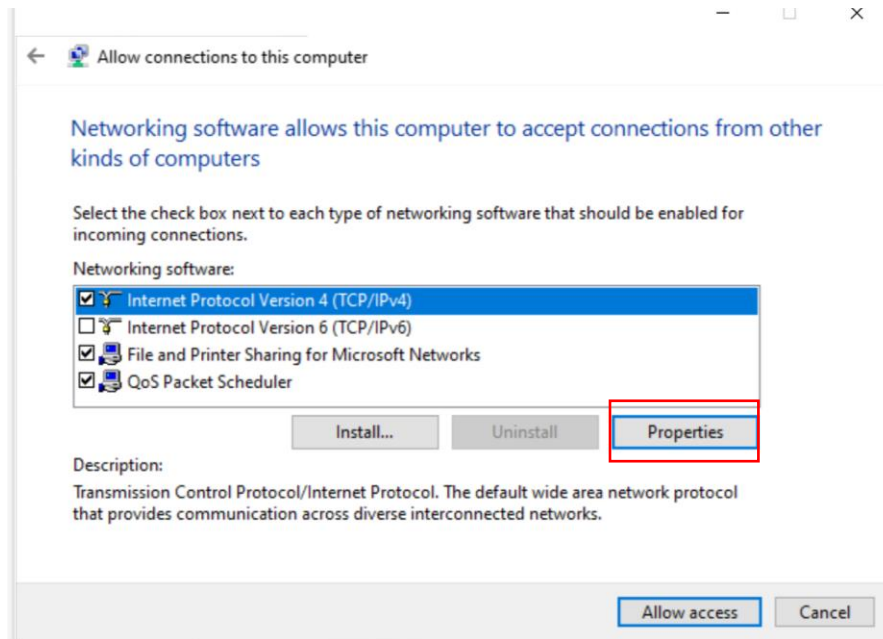 Allow connections to this computer
Networking software allows this computer to accept connections from other
kinds of computers
Select the check box next to each type of networking software that should be enabled for
incoming connections.
Networking software:
Internet Protocol Version 4 (TCP/IPv4)
Internet Protocol Version 6 (TCP/IPv6)
File and Printer Sharing for Microsoft Networks
QoS Packet Scheduler
Install... Uninstall Properties
Description:
Transmission Control Protocol/Internet Protocol. The default wide area network protocol
that provides communication across diverse interconnected networks.
Allow access Cancel